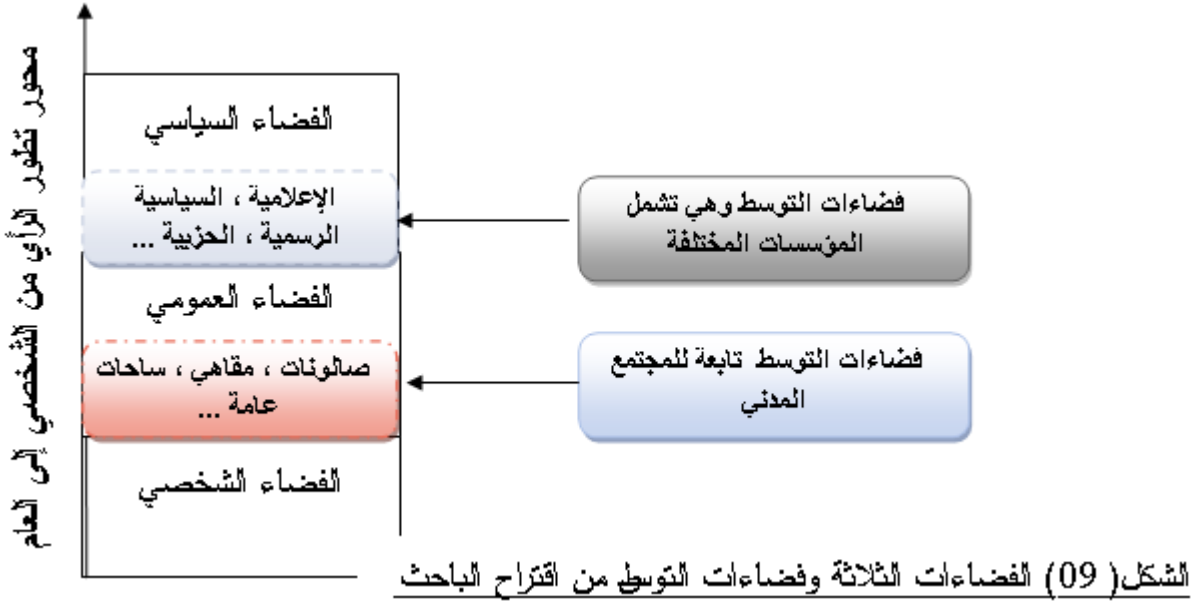 محور تطور الرأي من الشخصي إلى العام
الفضاء السياسي
الإعلامية ، السياسية
الرسمية ، الحزبية ...
فضاءات التوسط وهي تشمل
المؤسسات المختلفة
الفضاء العمومي
صالونات ، مقاهي ، ساحات
عامة ...
فضاءات التوسط تابعة للمجتمع
المدني
الفضاء الشخصي
الشكل( 09) الفضاءات الثلاثة وفضاءات التوسط من اقتراح الباحث